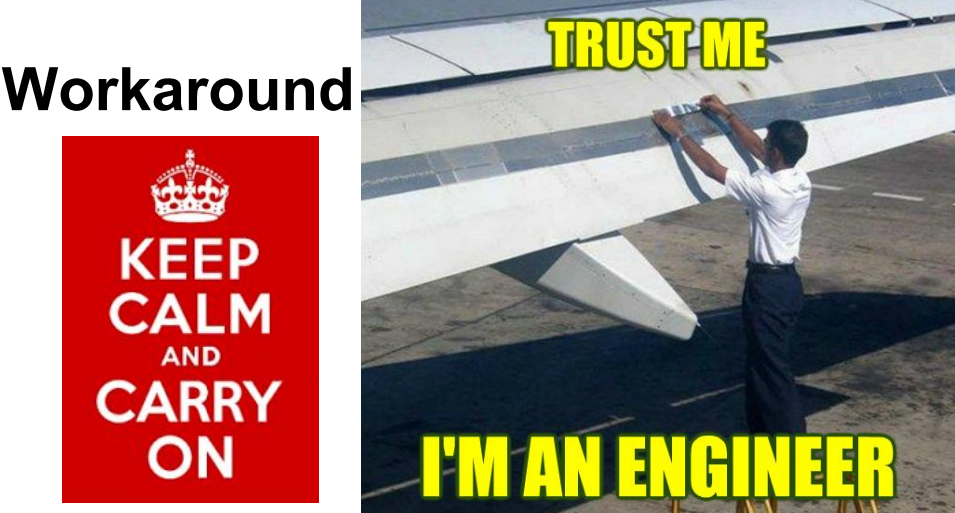 Workaround
KEEP
CALM
AND
CARRY
ON
TRUST ME
I'M AN ENGINEER